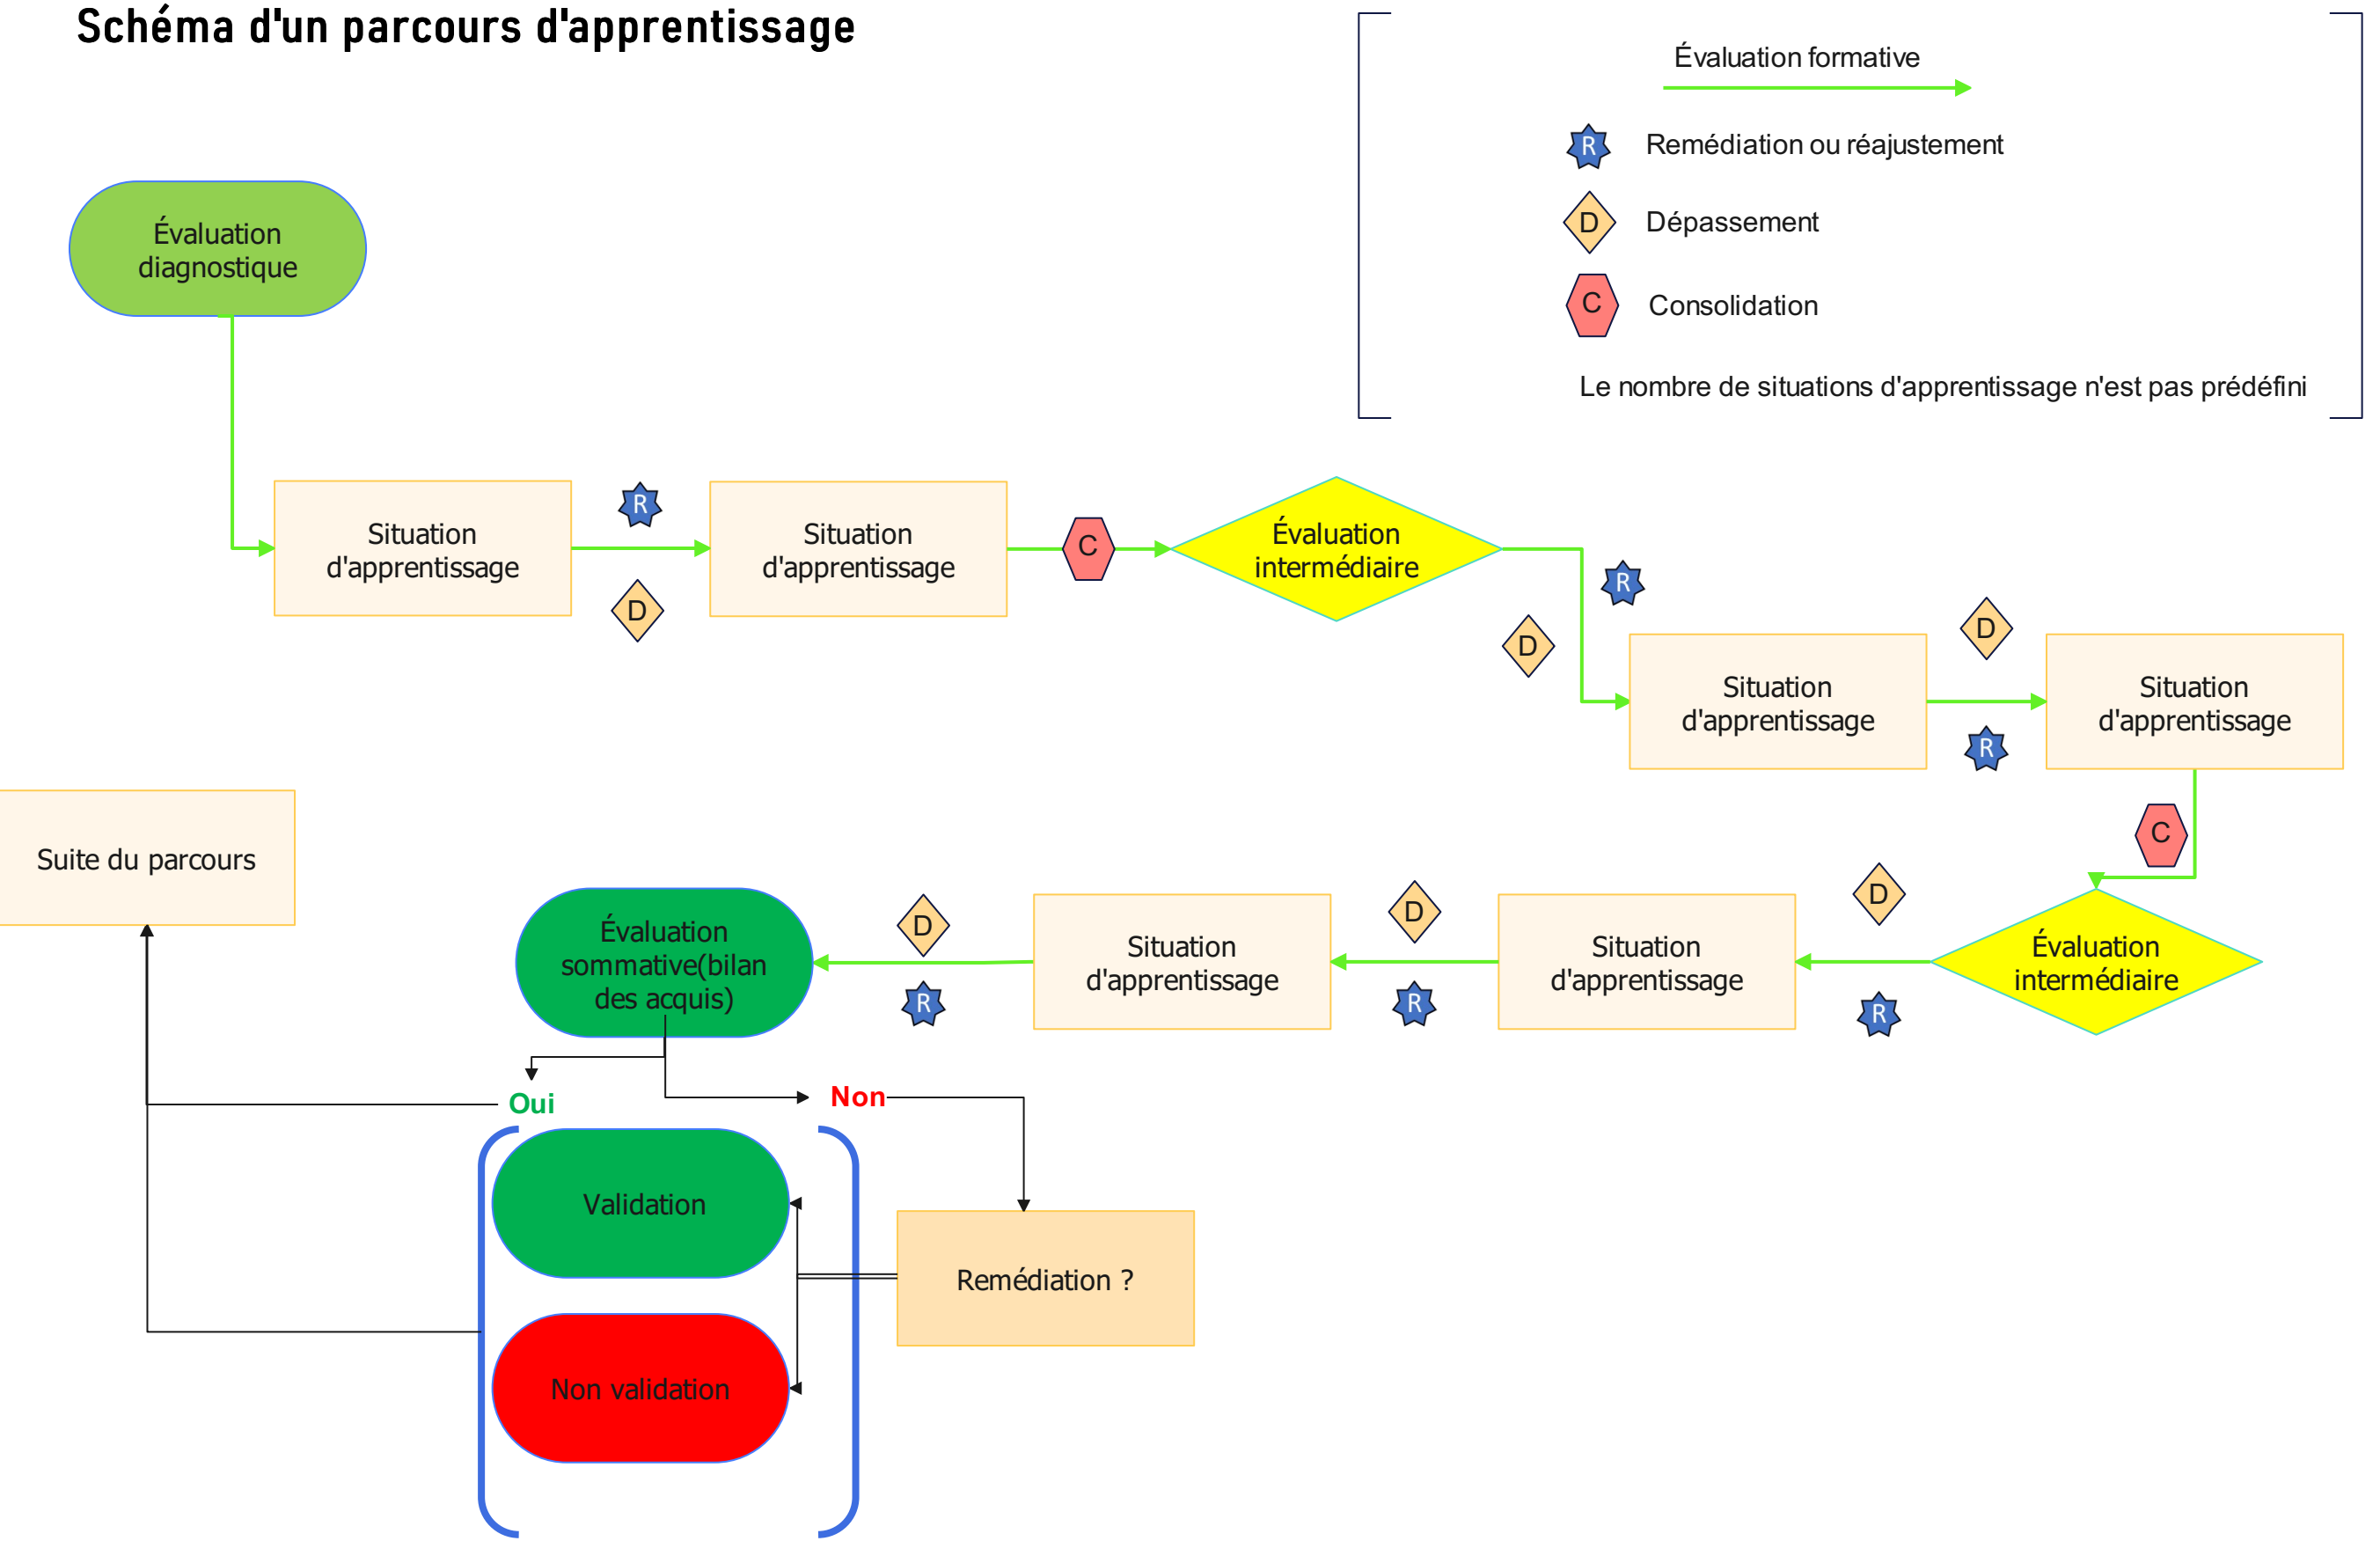 Schéma d'un parcours d'apprentissage
Évaluation formative
R
Remédiation ou réajustement
D
Dépassement
C
Consolidation
Le nombre de situations d'apprentissage n'est pas prédéfini
Évaluation
diagnostique
Situation
d'apprentissage
R
D
Situation
d'apprentissage
C
Évaluation
intermédiaire
R
D
Situation
d'apprentissage
D
R
Situation
d'apprentissage
C
Évaluation
intermédiaire
D
R
Situation
d'apprentissage
D
R
Situation
d'apprentissage
D
R
Évaluation
sommative(bilan
des acquis)
Suite du parcours
Oui
Non
Validation
Remédiation ?
Non validation